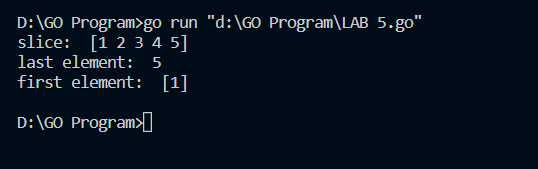 D:\GO Program>go run "d:\GO Program\LAB 5.go"
slice:  [1 2 3 4 5]
last element:  5
first element:  [1]
D:\GO Program>